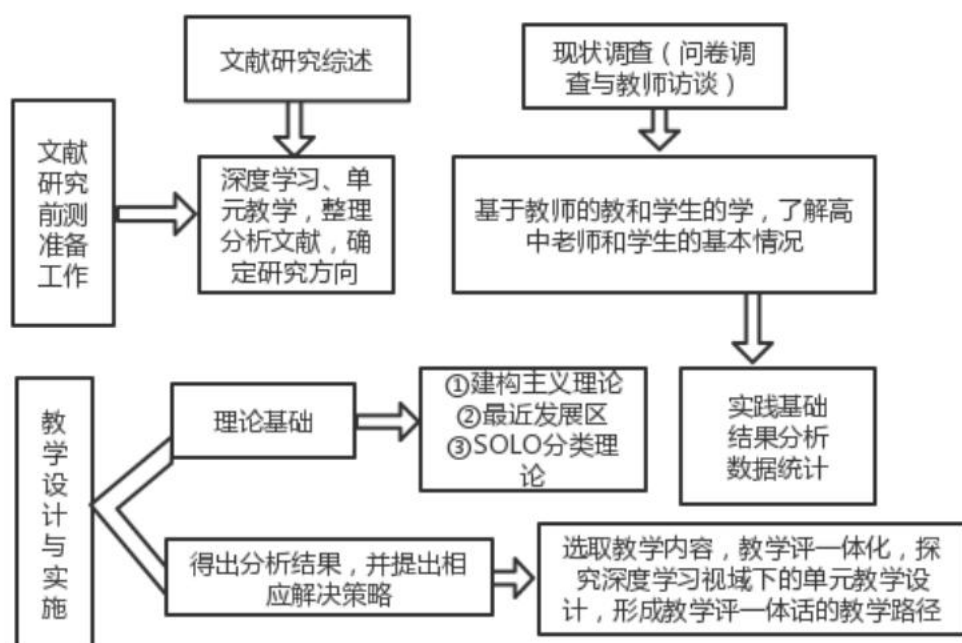 文献研究综述
现状调查（问卷调
查与教师访谈）
文献
研究
前测
准备
工作
深度学习、单
元教学，整理
分析文献，确
定研究方向
基于教师的教和学生的学，了解高
中老师和学生的基本情况
教
学
设
计
与
实
施
理论基础
①建构主义理论
②最近发展区
③SOLO分类理
论
实践基础
结果分析
数据统计
得出分析结果，并提出相
应解决策略
选取教学内容，教学评一体化，探
究深度学习视域下的单元教学设
计，形成教学评一体话的教学路径